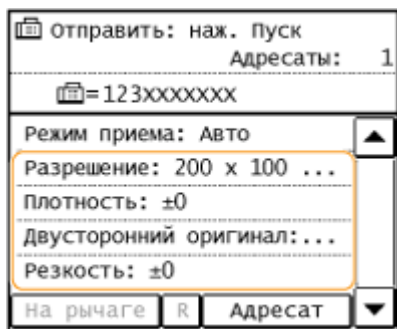 Отправить: наж. Пуск
Адресаты: 1
=123xxxxxxx
Режим приема: Авто
Разрешение: 200 x 100 ...
Плотность: ±0
Двусторонний оригинал:...
Резкость: ±0
На рычаге R Адресат